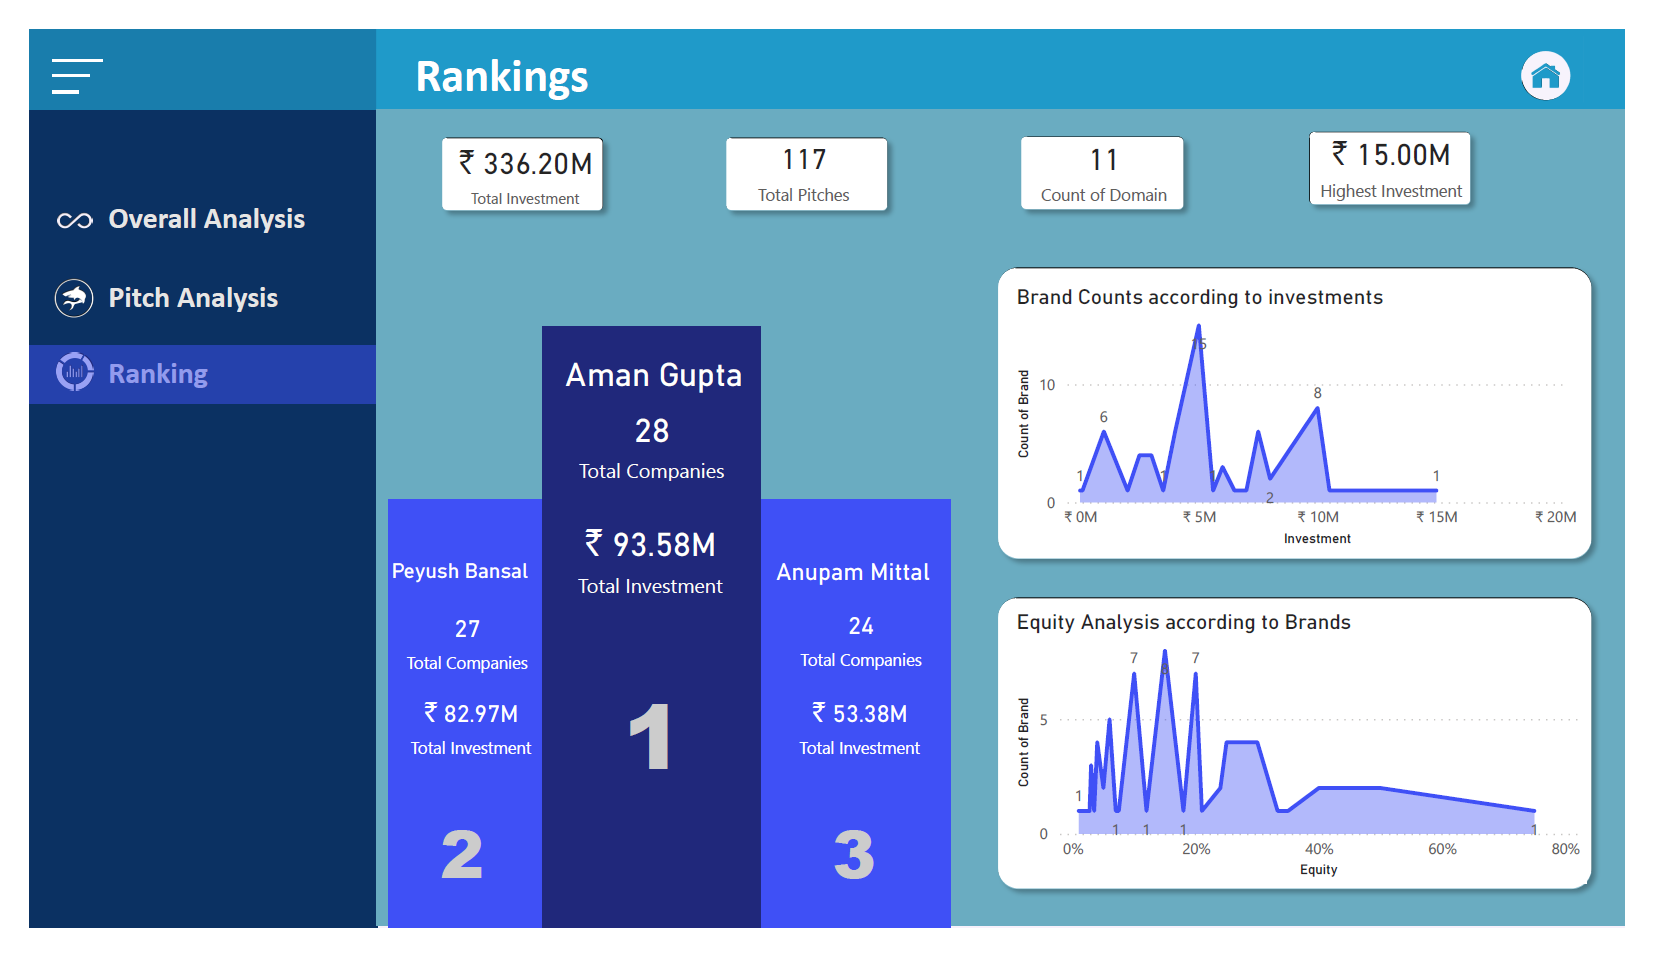 Rankings
Overall Analysis
Pitch Analysis
Ranking
₹ 336.20M
Total Investment
117
Total Pitches
11
Count of Domain
₹ 15.00M
Highest Investment
Aman Gupta
28
Total Companies
₹ 93.58M
Total Investment
1
Peyush Bansal
27
Total Companies
₹ 82.97M
Total Investment
2
Anupam Mittal
24
Total Companies
₹ 53.38M
Total Investment
3
Brand Counts according to investments
Count of Brand
10
0
1
6
1
15
1
2
8
1
₹ 0M
₹ 5M
₹ 10M
₹ 15M
₹ 20M
Investment
Equity Analysis according to Brands
Count of Brand
5
0
1
1
7
1
1
7
1
0%
20%
40%
60%
80%
Equity